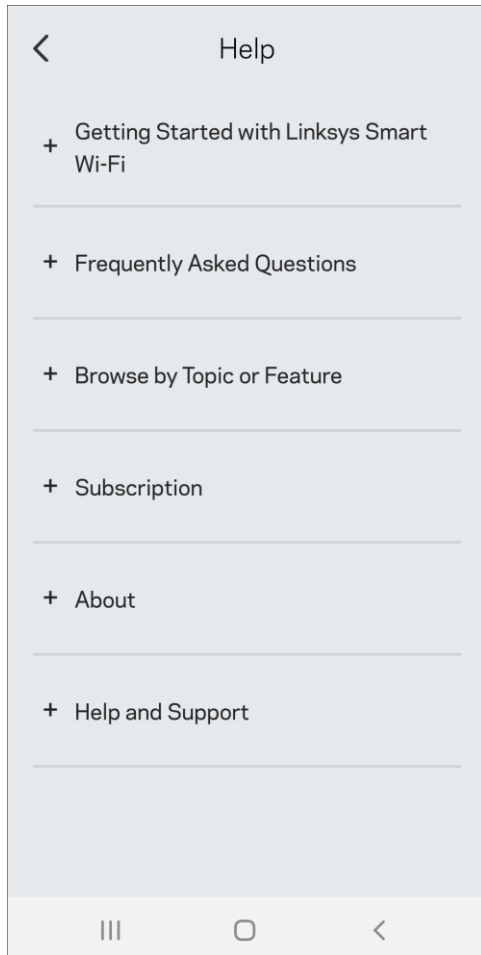 Help
Getting Started with Linksys Smart
Wi-Fi
Frequently Asked Questions
Browse by Topic or Feature
Subscription
About
Help and Support